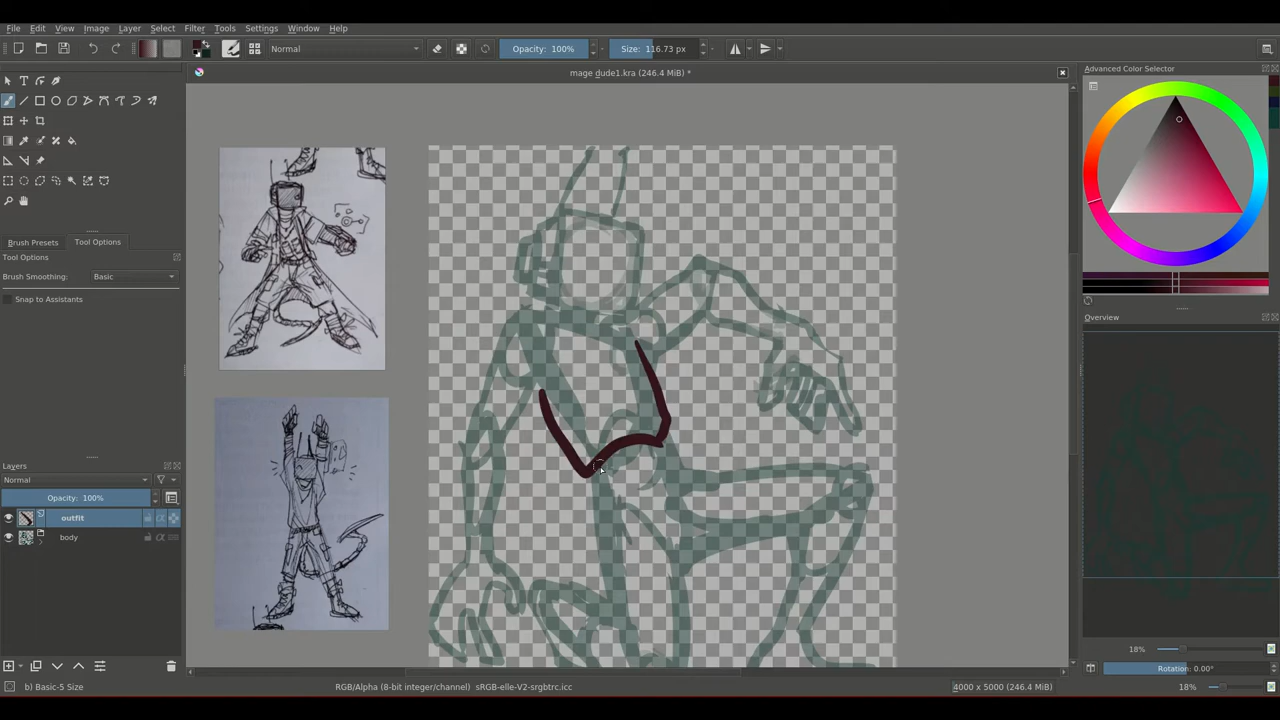 File Edit View Image Layer Select Filter Tools Settings Window Help
Normal
Opacity: 100%
Size: 116.73 px
mage dude1.kra (246.4 MiB) *
Advanced Color Selector
Brush Presets Tool Options
Tool Options
Brush Smoothing: Basic
Snap to Assistants
Overview
Layers
Normal
Opacity: 100%
outfit
body
18%
Rotation: 0.00°
b) Basic-5 Size
RGB/Alpha (8-bit integer/channel) sRGB-elle-V2-srgbtrc.icc
4000 x 5000 (246.4 MiB)
18%